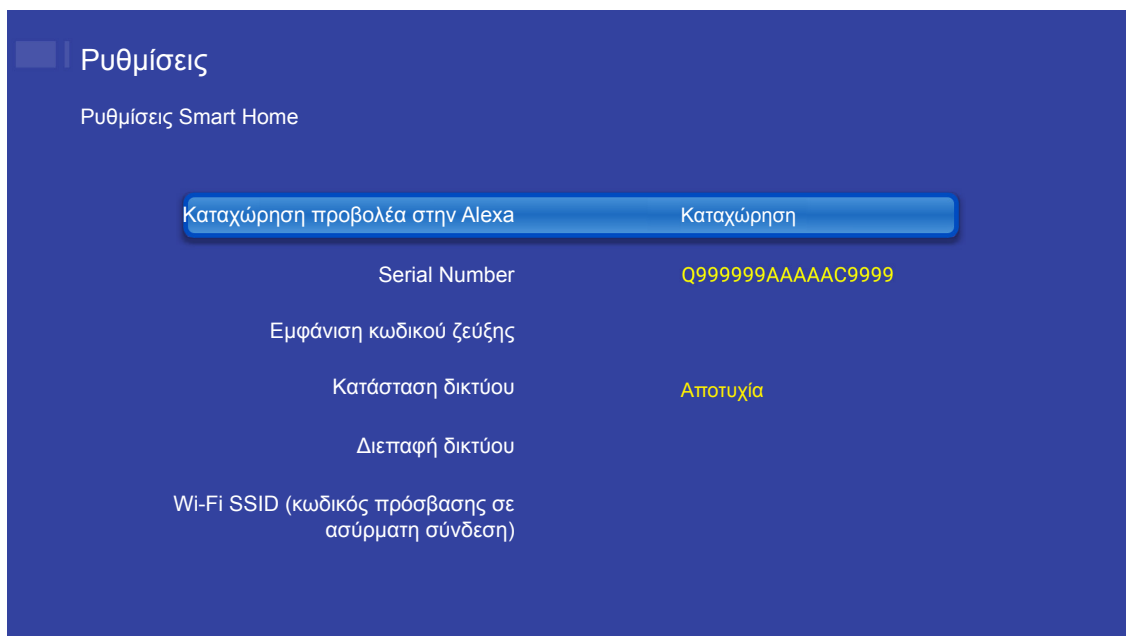 Ρυθμίσεις
Ρυθμίσεις Smart Home
Καταχώρηση προβολέα στην Alexa Καταχώρηση
Serial Number Q999999AAAAAC9999
Εμφάνιση κωδικού ζεύξης
Κατάσταση δικτύου Αποτυχία
Διεπαφή δικτύου
Wi-Fi SSID (κωδικός πρόσβασης σε
ασύρματη σύνδεση)